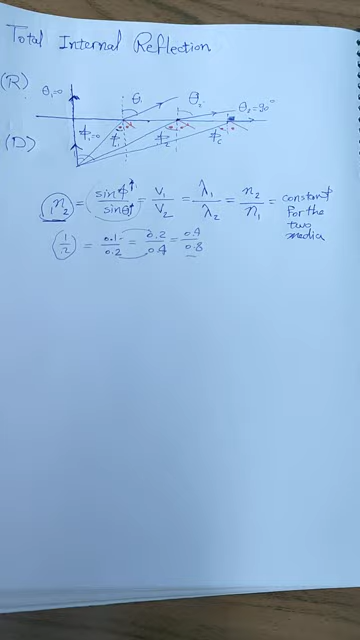 Total Internal Reflection
(R)
θ₁=0 θ₁ θ₂ θ₂=90°
(D)
ϕ₁=0 ϕ₁ ϕ₂ ϕc
₁n₂ = sinϕ↑/sinθ↑ = V₁/V₂ = λ₁/λ₂ = n₂/n₁ = constant
For the
two
media
1/2 = 0.1/0.2 = 0.2/0.4 = 0.4/0.8